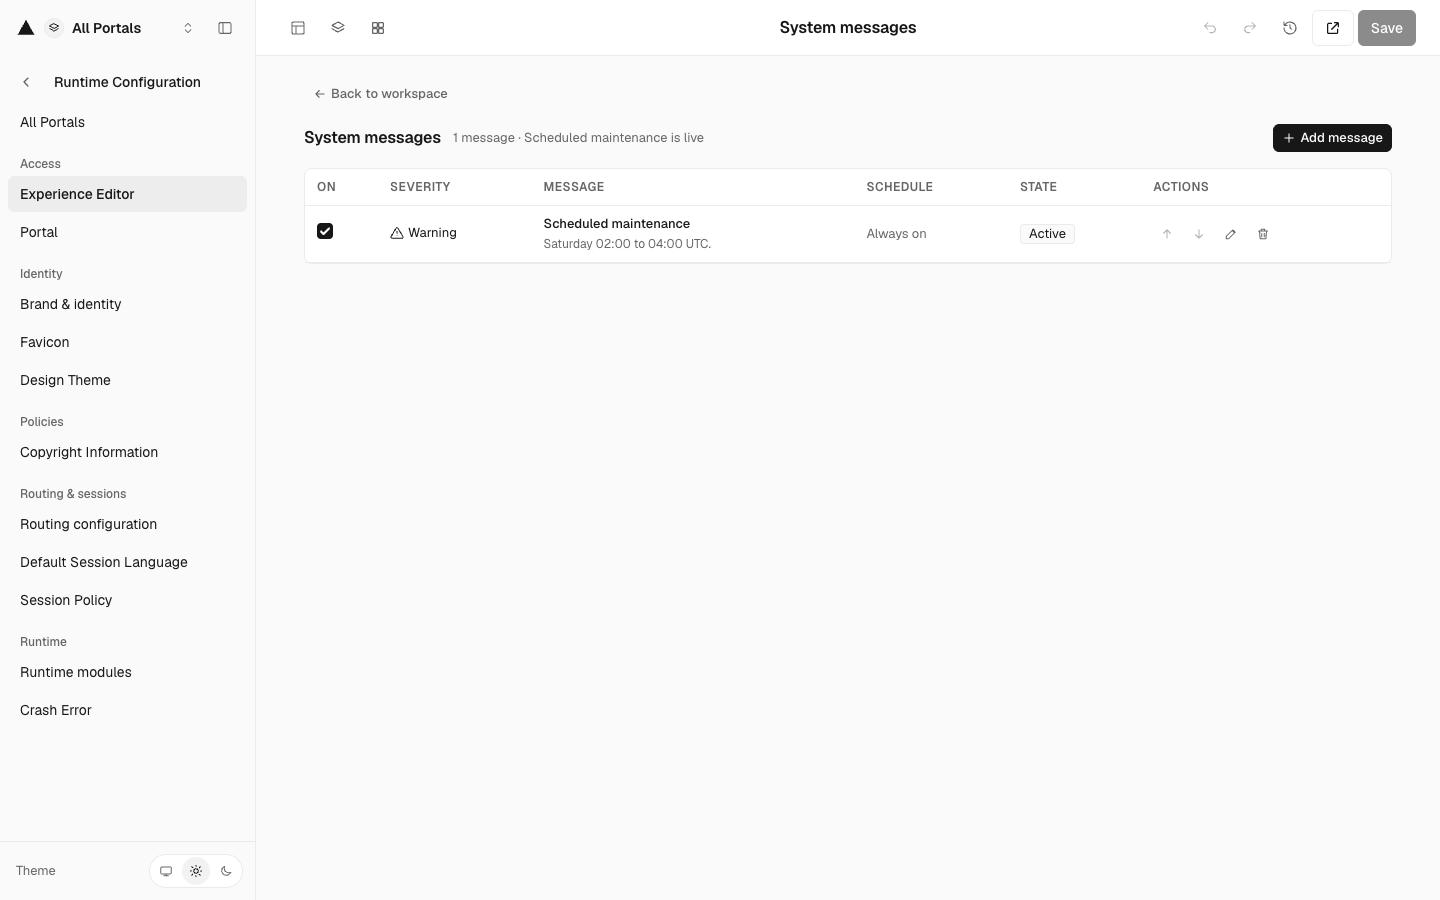 All Portals
System messages
Save
Runtime Configuration
All Portals
Access
Experience Editor
Portal
Identity
Brand & identity
Favicon
Design Theme
Policies
Copyright Information
Routing & sessions
Routing configuration
Default Session Language
Session Policy
Runtime
Runtime modules
Crash Error
Theme
Back to workspace
System messages 1 message · Scheduled maintenance is live
Add message
ON SEVERITY MESSAGE SCHEDULE STATE ACTIONS
Warning Scheduled maintenance Always on Active
Saturday 02:00 to 04:00 UTC.